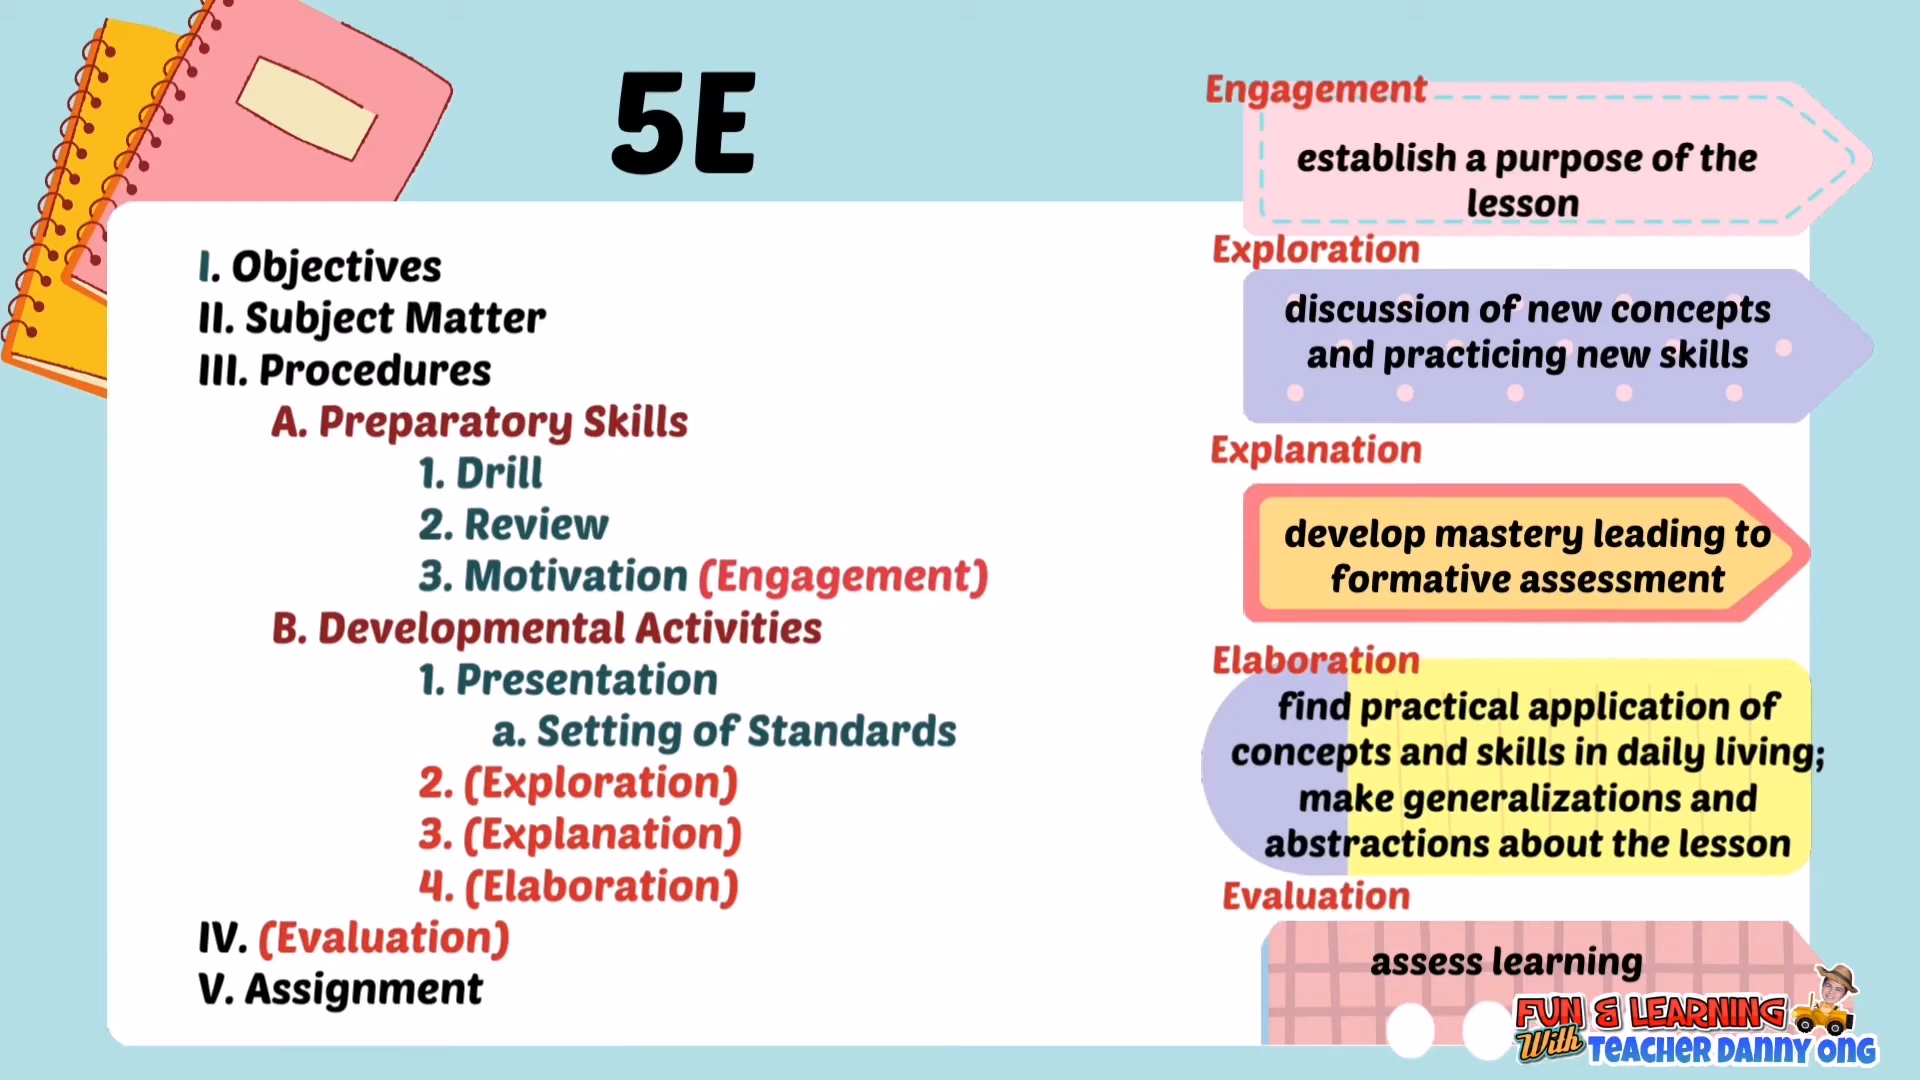 5E
I. Objectives
II. Subject Matter
III. Procedures
A. Preparatory Skills
1. Drill
2. Review
3. Motivation (Engagement)
B. Developmental Activities
1. Presentation
a. Setting of Standards
2. (Exploration)
3. (Explanation)
4. (Elaboration)
IV. (Evaluation)
V. Assignment
Engagement
establish a purpose of the
lesson
Exploration
discussion of new concepts
and practicing new skills
Explanation
develop mastery leading to
formative assessment
Elaboration
find practical application of
concepts and skills in daily living;
make generalizations and
abstractions about the lesson
Evaluation
assess learning
FUN & LEARNING
With TEACHER DANNY ONG